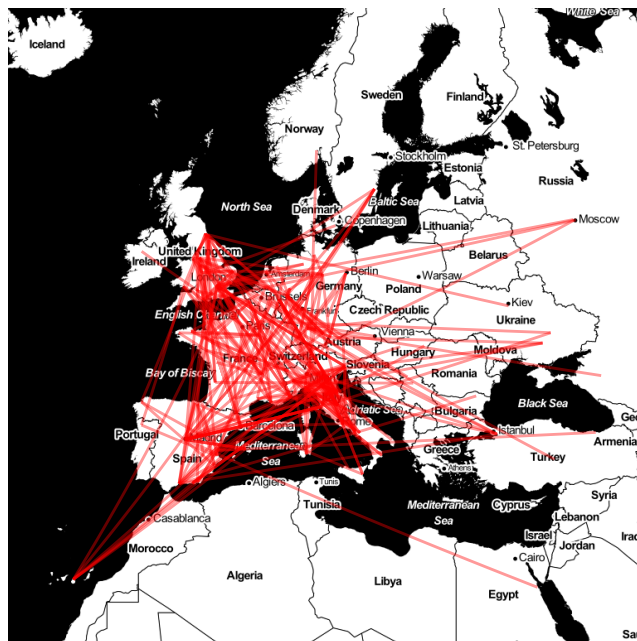 White Sea
Iceland
Sweden
Finland
Norway
St. Petersburg
Stockholm
Estonia
Russia
Latvia
Baltic Sea
North Sea
Denmark
Copenhagen
Moscow
Lithuania
United Kingdom
Ireland
Belarus
London
Amsterdam
Berlin
Warsaw
Germany
Poland
Brussels
Kiev
English Channel
Frankfurt
Czech Republic
Ukraine
Paris
Vienna
Austria
France
Switzerland
Hungary
Moldova
Bay of Biscay
Slovenia
Romania
Black Sea
Adriatic Sea
Bulgaria
Geo
Portugal
Barcelona
Rome
Istanbul
Madrid
Mediterranean
Sea
Armenia
Spain
Greece
Turkey
Athens
Algiers
Tunis
Syria
Tunisia
Mediterranean
Sea
Cyprus
Casablanca
Lebanon
Israel
Iraq
Morocco
Jordan
Cairo
Algeria
Libya
Egypt
Sau